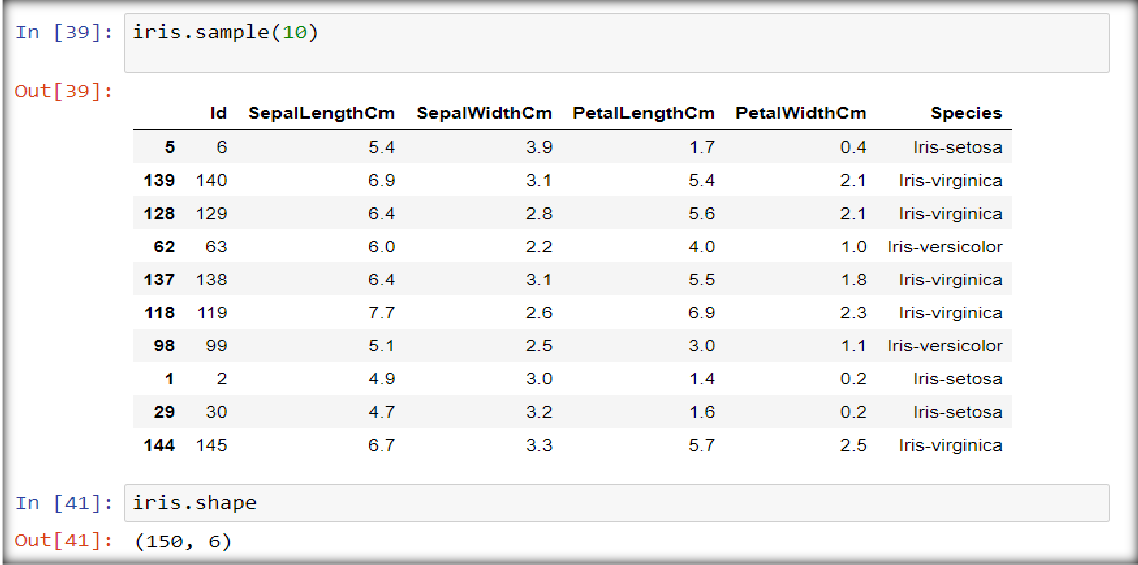 In [39]: iris.sample(10)
Out[39]:
Id SepalLengthCm SepalWidthCm PetalLengthCm PetalWidthCm Species
5 6 5.4 3.9 1.7 0.4 Iris-setosa
139 140 6.9 3.1 5.4 2.1 Iris-virginica
128 129 6.4 2.8 5.6 2.1 Iris-virginica
62 63 6.0 2.2 4.0 1.0 Iris-versicolor
137 138 6.4 3.1 5.5 1.8 Iris-virginica
118 119 7.7 2.6 6.9 2.3 Iris-virginica
98 99 5.1 2.5 3.0 1.1 Iris-versicolor
1 2 4.9 3.0 1.4 0.2 Iris-setosa
29 30 4.7 3.2 1.6 0.2 Iris-setosa
144 145 6.7 3.3 5.7 2.5 Iris-virginica
In [41]: iris.shape
Out[41]: (150, 6)